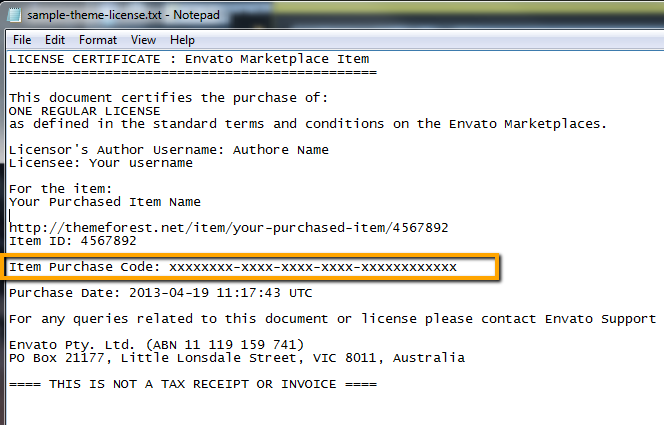 sample-theme-license.txt - Notepad
File Edit Format View Help
LICENSE CERTIFICATE : Envato Marketplace Item
==============================================
This document certifies the purchase of:
ONE REGULAR LICENSE
as defined in the standard terms and conditions on the Envato Marketplaces.
Licensor's Author Username: Authore Name
Licensee: Your username
For the item:
Your Purchased Item Name
http://themeforest.net/item/your-purchased-item/4567892
Item ID: 4567892
Item Purchase Code: xxxxxxxx-xxxx-xxxx-xxxx-xxxxxxxxxxxx
Purchase Date: 2013-04-19 11:17:43 UTC
For any queries related to this document or license please contact Envato Support
Envato Pty. Ltd. (ABN 11 119 159 741)
PO Box 21177, Little Lonsdale Street, VIC 8011, Australia
==== THIS IS NOT A TAX RECEIPT OR INVOICE ====